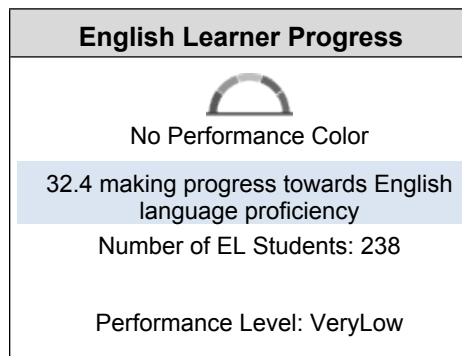 English Learner Progress
No Performance Color
32.4 making progress towards English
language proficiency
Number of EL Students: 238
Performance Level: VeryLow